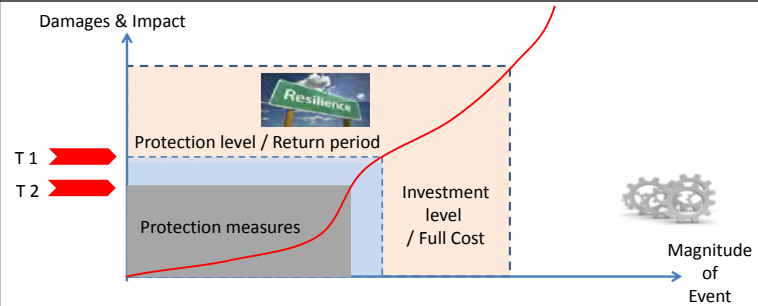 Damages & Impact
Resilience
Protection level / Return period
T 1
T 2
Protection measures
Investment
level
/ Full Cost
Magnitude
of
Event